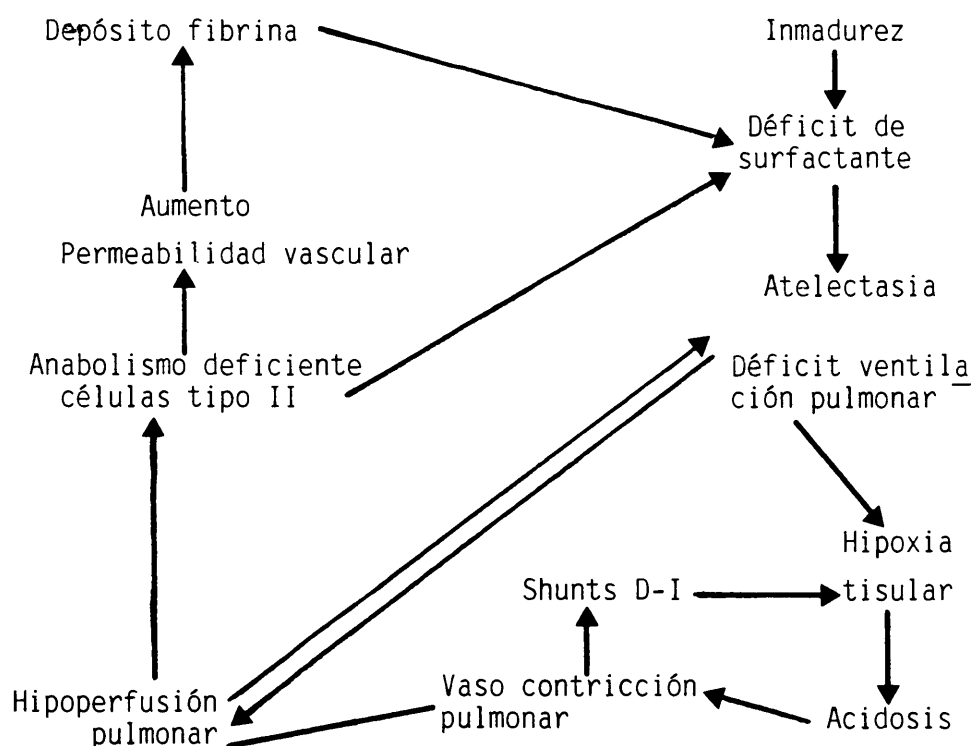 Depósito fibrina
Inmadurez
Déficit de
surfactante
Aumento
Permeabilidad vascular
Atelectasia
Anabolismo deficiente
células tipo II
Déficit ventila
ción pulmonar
Hipoxia
tisular
Shunts D-I
Hipoperfusión
pulmonar
Vaso contricción
pulmonar
Acidosis